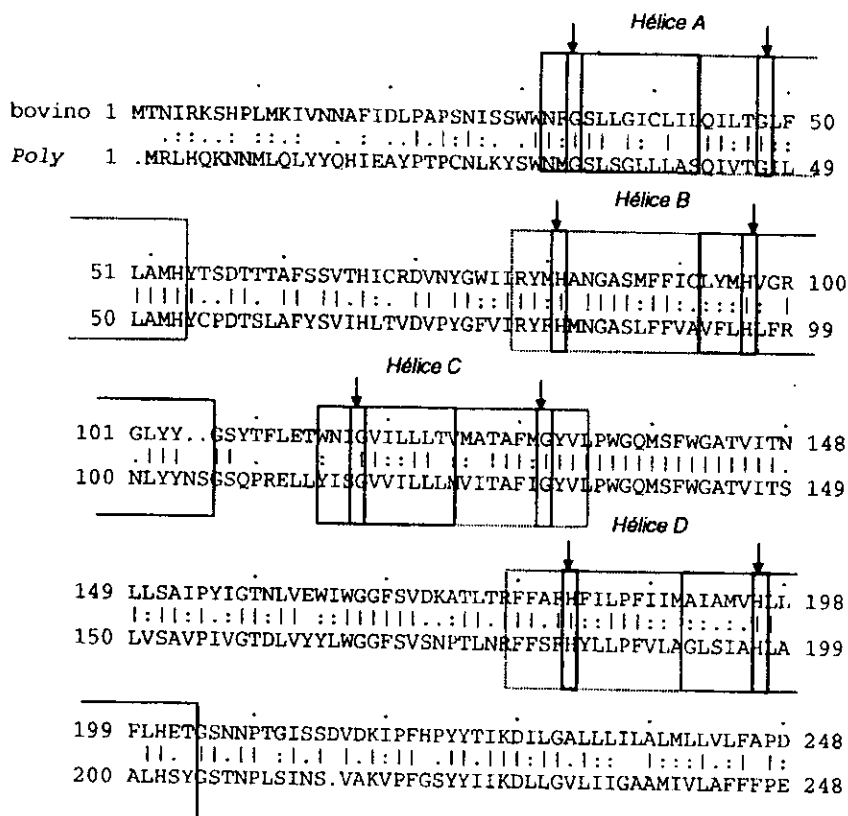 Hélice A
bovino 1 MTNIRKSHPLMKIVNNAFIDLPAPSNISSWWNFGSLLGICLILQILTGLF 50
Poly 1 .MRLHQKNNMLQLYYQHIEAYPTPCNLKYSWNMGSLSGLLLASQIVTGIL 49
Hélice B
51 LAMHYTSDTTTAFSSVTHICRDVNYGWIIRYMHANGASMFFICLYMHVGR 100
50 LAMHYCPDTSLAFYSVIHLTVDVPYGFVIRYFHMNGASLFFVAVFLHLFR 99
Hélice C
101 GLYY..GSYTFLETWNIGVILLLTVMATAFMGYVLPWGQMSFWGATVITN 148
100 NLYYNSGSQPRELLYISGVVILLLMVITAFIGYVLPWGQMSFWGATVITS 149
Hélice D
149 LLSAIPYIGTNLVEWIWGGFSVDKATLTRFFAFHFILPFIIMAIAMVHLL 198
150 LVSAVPIVGTDLVYYLWGGFSVSNPTLNRFFSFHYLLPFVLAGLSIAHLA 199
199 FLHETGSNNPTGISSDVDKIPFHPYYTIKDILGALLLILALMLLVLFAPD 248
200 ALHSYGSTNPLSINS.VAKVPFGSYYIIKDLLGVLIIGAAMIVLAFFFPE 248